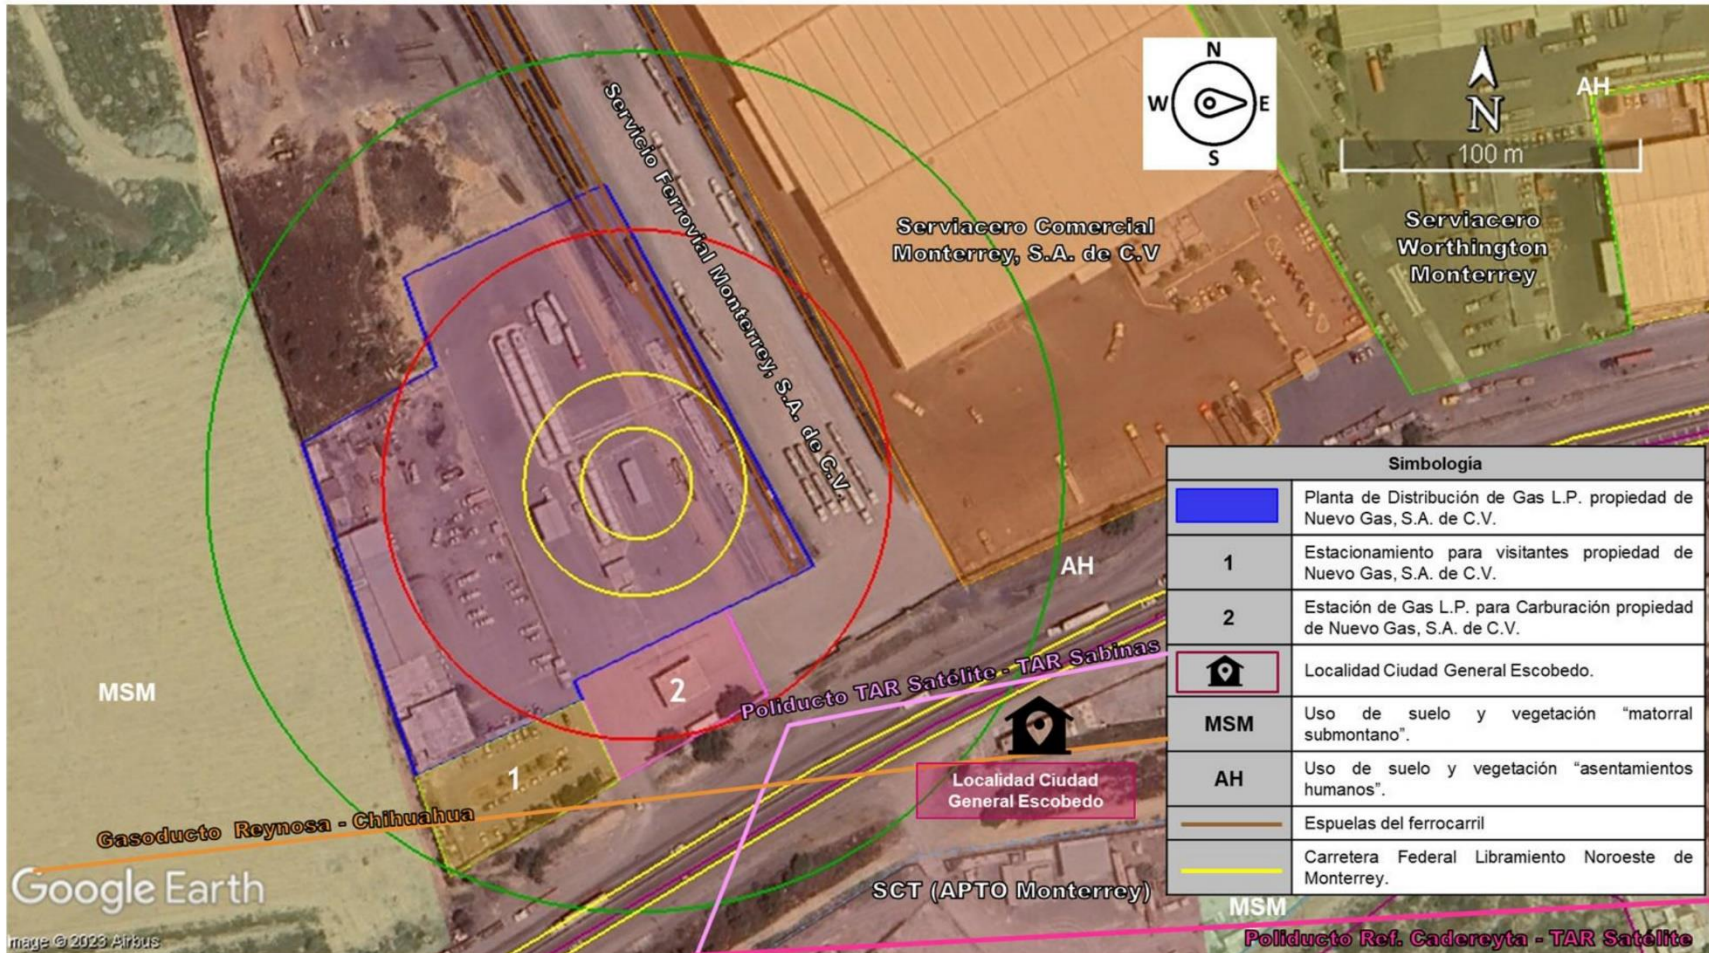 N
W
E
S
N
100 m
AH
Servicio Ferrovial Monterrey, S.A. de C.V.
Serviacero Comercial
Monterrey, S.A. de C.V
Serviacero
Worthington
Monterrey
AH
MSM
2
1
Poliducto TAR Satélite - TAR Sabinas
Localidad Ciudad
General Escobedo
Gasoducto Reynosa - Chihuahua
SCT (APTO Monterrey)
MSM
Poliducto Ref. Cadereyta - TAR Satélite
Google Earth
Image © 2023 Airbus
Simbología
Planta de Distribución de Gas L.P. propiedad de
Nuevo Gas, S.A. de C.V.
1
Estacionamiento para visitantes propiedad de
Nuevo Gas, S.A. de C.V.
2
Estación de Gas L.P. para Carburación propiedad
de Nuevo Gas, S.A. de C.V.
Localidad Ciudad General Escobedo.
MSM
Uso de suelo y vegetación “matorral
submontano”.
AH
Uso de suelo y vegetación “asentamientos
humanos”.
Espuelas del ferrocarril
Carretera Federal Libramiento Noroeste de
Monterrey.